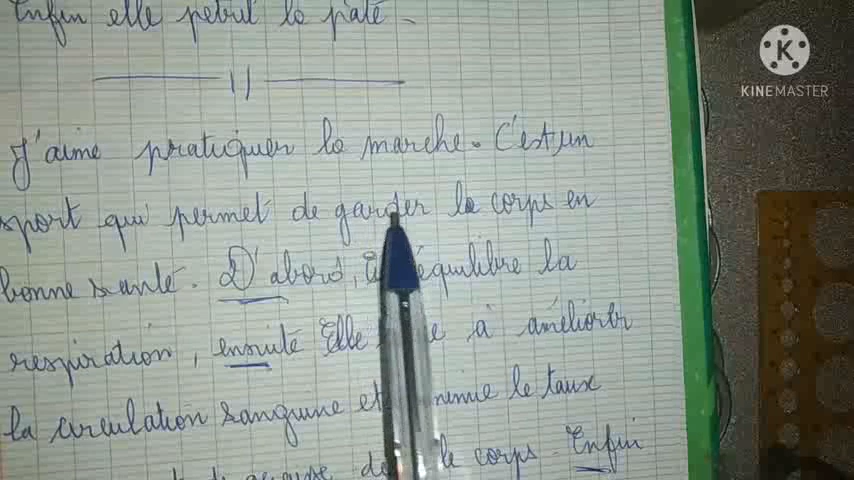 Enfin elle pétrit la pâte.
J'aime pratiquer la marche. C'est un
sport qui permet de garder le corps en
bonne santé. D'abord, équilibre la
respiration, ensuite Elle à améliorer
la circulation sanguine et le taux
le corps. Enfin
K
KINEMASTER